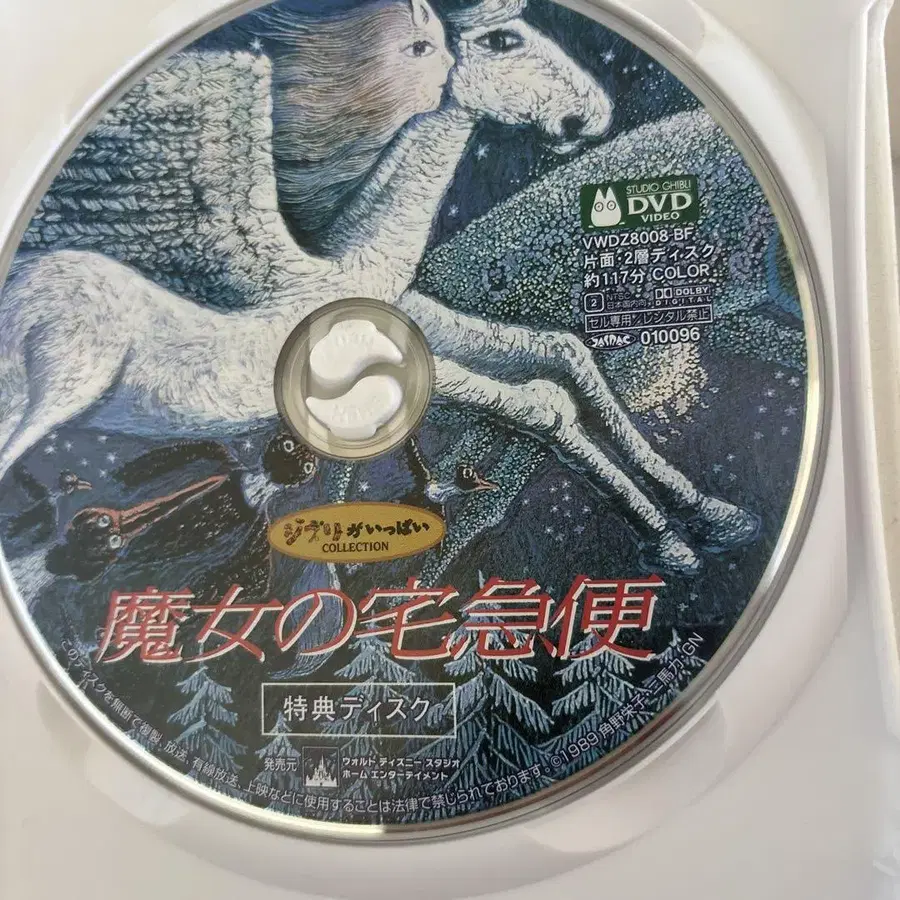 STUDIO GHIBLI
DVD
VIDEO
VWDZ8008-BF
片面・2層ディスク
約117分 COLOR
2 NTSC 日本国内向 DOLBY DIGITAL
セル専用/レンタル禁止
JASRAC 010096
ジブリがいっぱい
COLLECTION
魔女の宅急便
特典ディスク
発売元
ウォルト ディズニー スタジオ
ホーム エンターテイメント
このディスクを無断で複製、放送、有線放送、上映などに使用することは法律で禁じられております。©1989 角野栄子・二馬力・GN